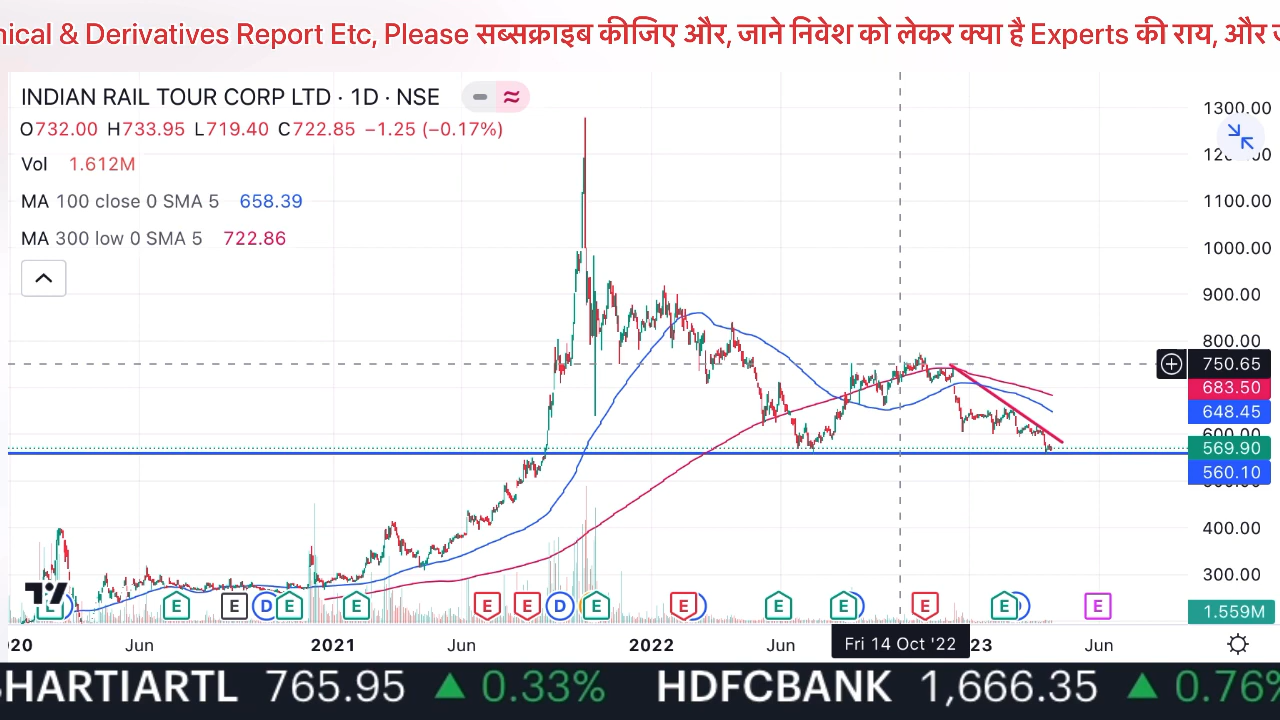 nical & Derivatives Report Etc, Please सब्सक्राइब कीजिए और, जाने निवेश को लेकर क्या है Experts की राय, और
INDIAN RAIL TOUR CORP LTD · 1D · NSE
O732.00 H733.95 L719.40 C722.85 −1.25 (−0.17%)
Vol 1.612M
MA 100 close 0 SMA 5 658.39
MA 300 low 0 SMA 5 722.86
1300.00
1100.00
1000.00
900.00
800.00
750.65
683.50
648.45
600.00
569.90
560.10
400.00
300.00
1.559M
E E D E E E E D E E E E E E E
20 Jun 2021 Jun 2022 Jun Fri 14 Oct '22 23 Jun
HARTIARTL 765.95 ▲ 0.33% HDFCBANK 1,666.35 ▲ 0.76%